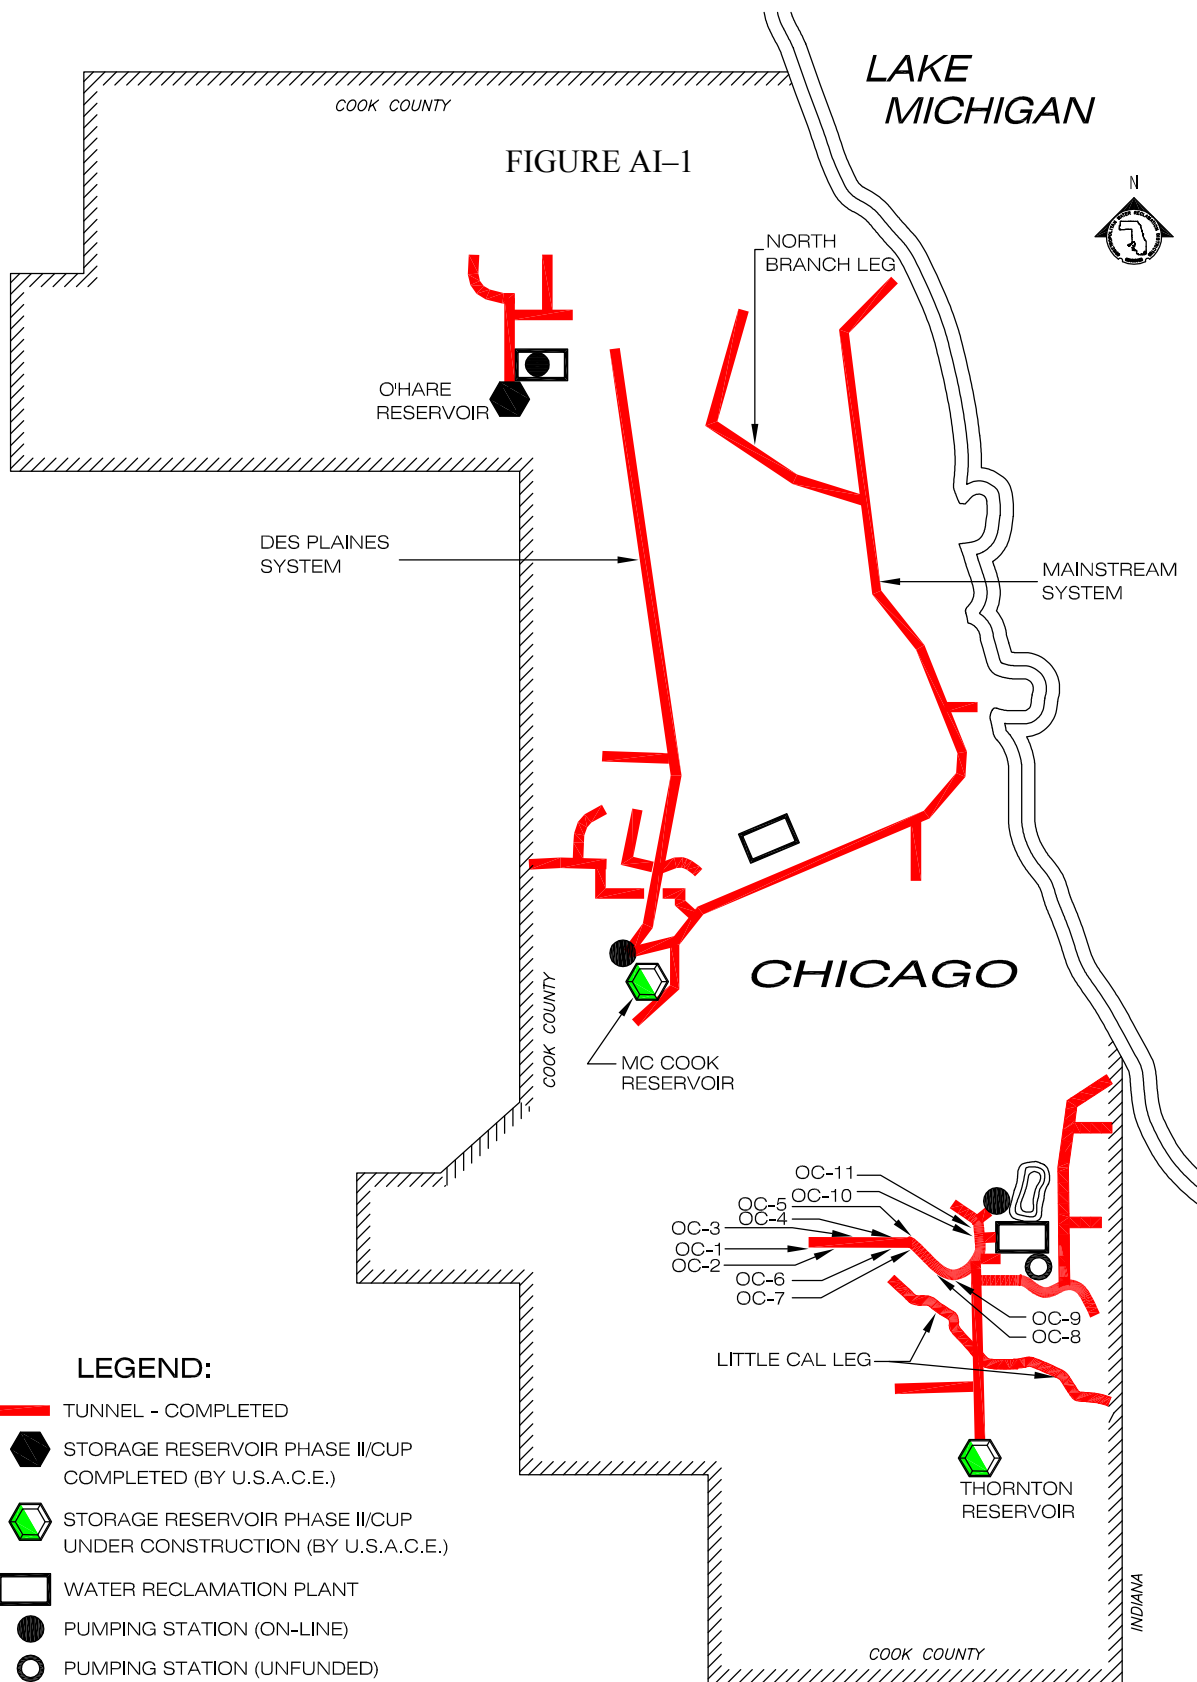 LAKE
MICHIGAN
COOK COUNTY
FIGURE AI–1
N
NORTH
BRANCH LEG
O'HARE
RESERVOIR
DES PLAINES
SYSTEM
MAINSTREAM
SYSTEM
CHICAGO
COOK COUNTY
MC COOK
RESERVOIR
OC-11
OC-10
OC-5
OC-4
OC-3
OC-1
OC-2
OC-6
OC-7
OC-9
OC-8
LITTLE CAL LEG
THORNTON
RESERVOIR
INDIANA
COOK COUNTY
LEGEND:
TUNNEL - COMPLETED
STORAGE RESERVOIR PHASE II/CUP
COMPLETED (BY U.S.A.C.E.)
STORAGE RESERVOIR PHASE II/CUP
UNDER CONSTRUCTION (BY U.S.A.C.E.)
WATER RECLAMATION PLANT
PUMPING STATION (ON-LINE)
PUMPING STATION (UNFUNDED)